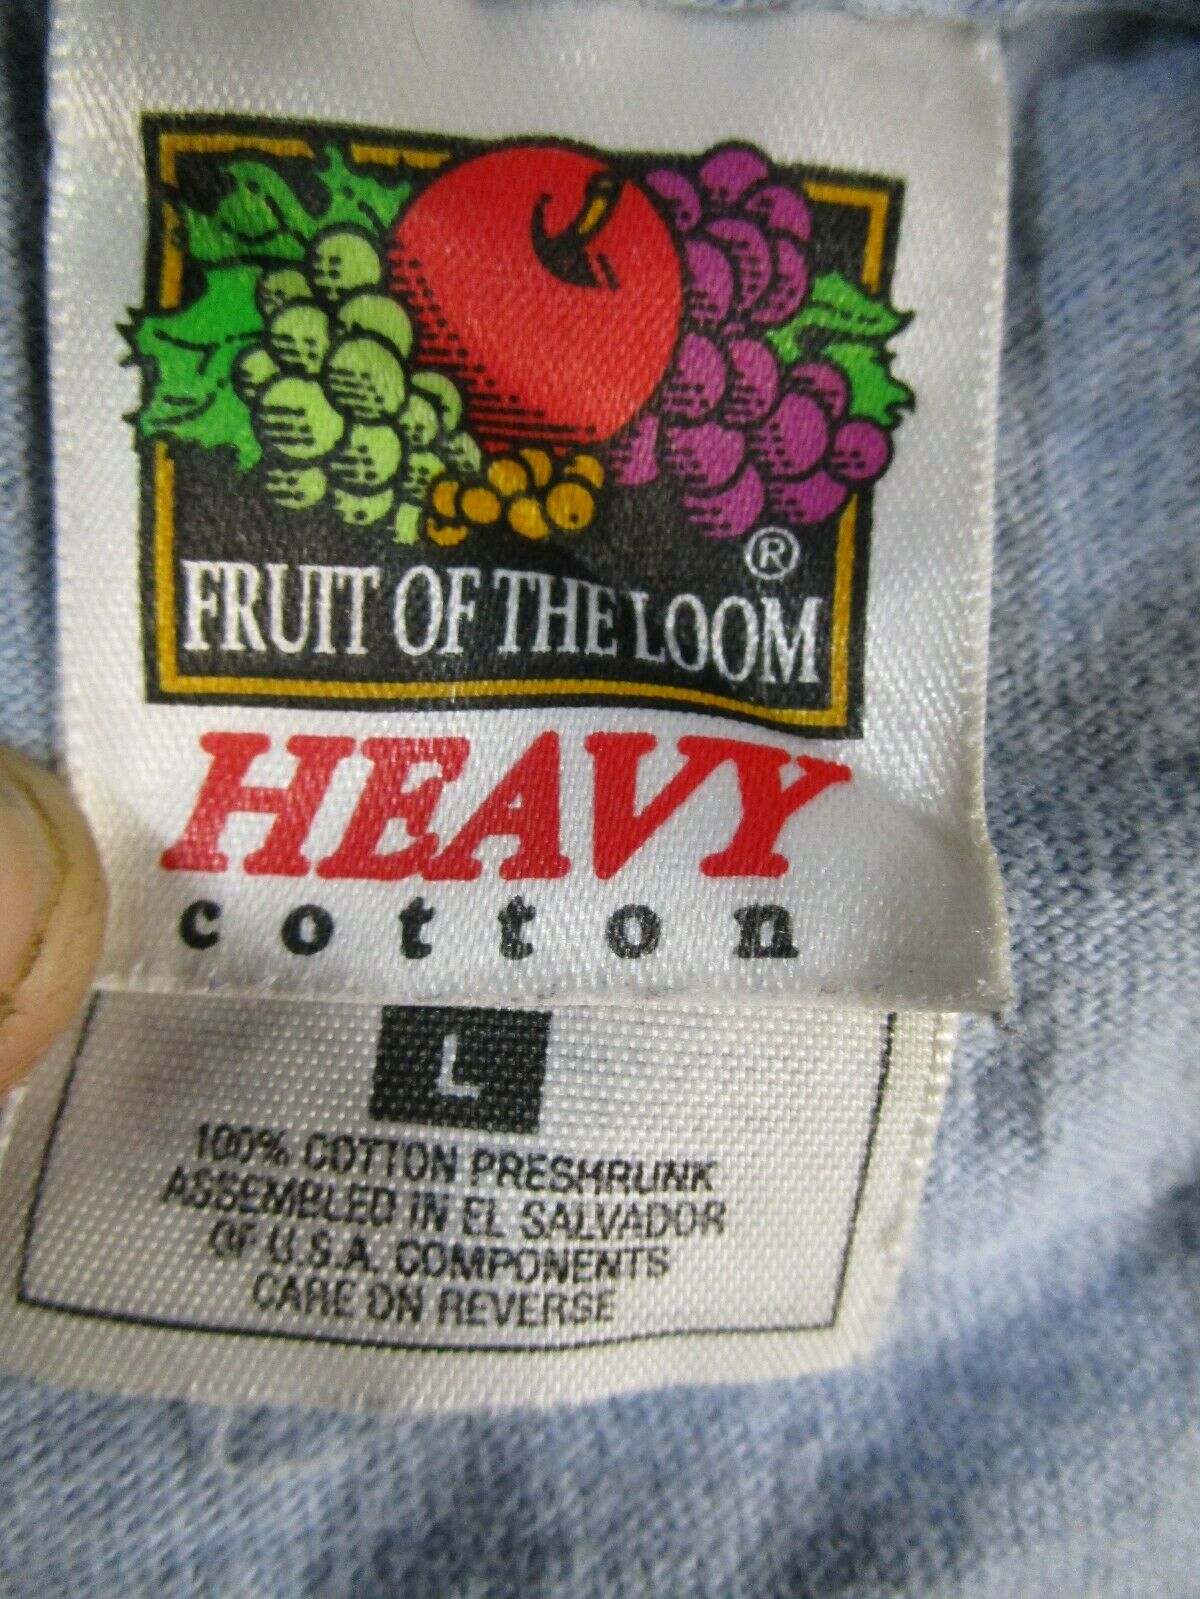 ®
FRUIT OF THE LOOM
HEAVY
cotton
L
100% COTTON PRESHRUNK
ASSEMBLED IN EL SALVADOR
OF U.S.A. COMPONENTS
CARE ON REVERSE